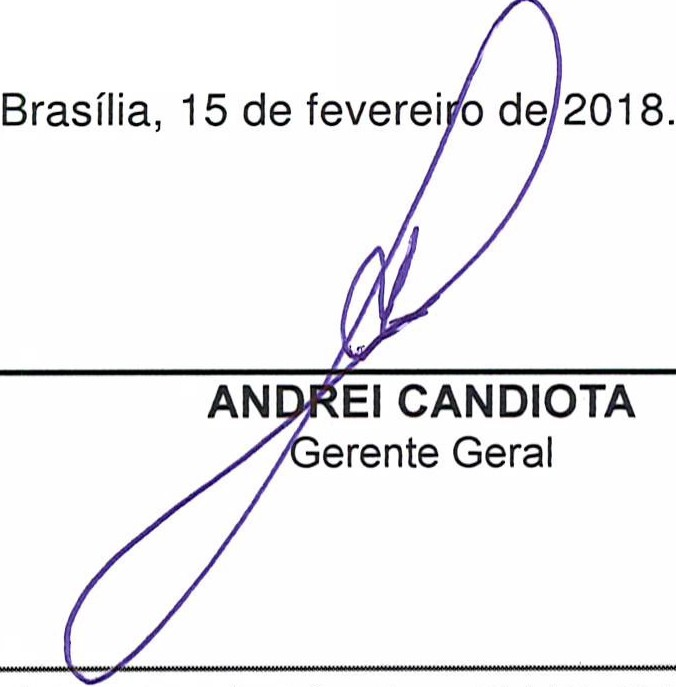 Brasília, 15 de fevereiro de 2018.
ANDREI CANDIOTA
Gerente Geral